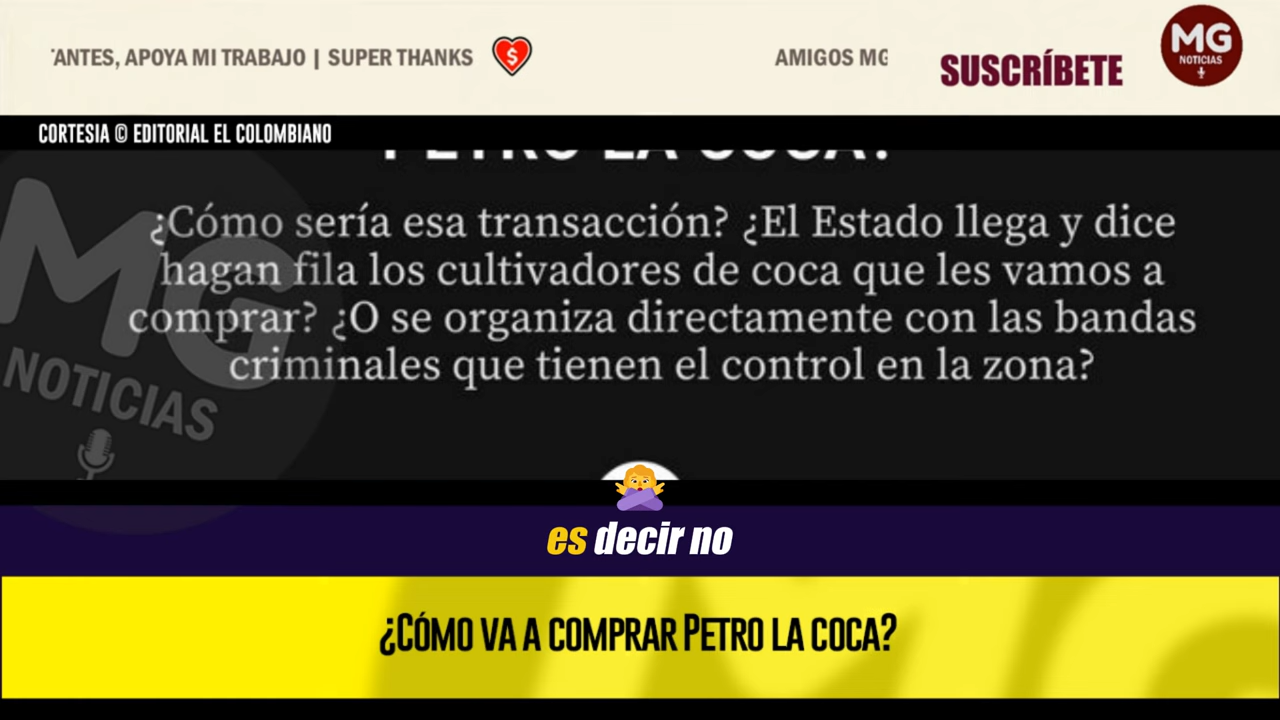 'ANTES, APOYA MI TRABAJO | SUPER THANKS
$
AMIGOS MG
SUSCRÍBETE
MG
NOTICIAS
CORTESIA © EDITORIAL EL COLOMBIANO
PETRO LA COCA?
¿Cómo sería esa transacción? ¿El Estado llega y dice
hagan fila los cultivadores de coca que les vamos a
comprar? ¿O se organiza directamente con las bandas
criminales que tienen el control en la zona?
MG
NOTICIAS
es decir no
¿CÓMO VA A COMPRAR PETRO LA COCA?